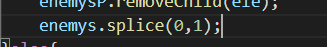 enemysP.removeChild(ele);
enemys.splice(0,1);
}else{